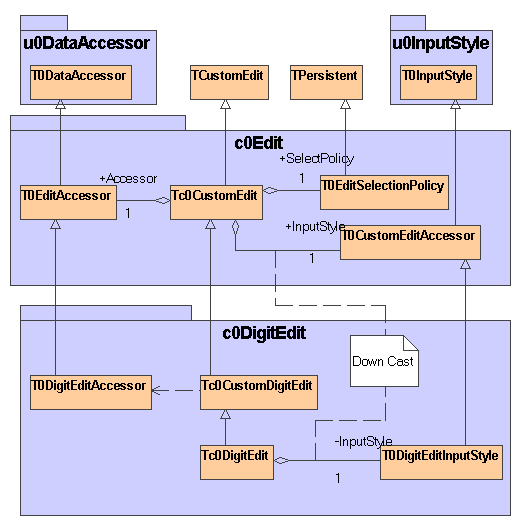 u0DataAccessor
u0InputStyle
T0DataAccessor
TCustomEdit
TPersistent
T0InputStyle
c0Edit
+Accessor
+SelectPolicy
T0EditAccessor
Tc0CustomEdit
T0EditSelectionPolicy
1
1
+InputStyle
T0CustomEditAccessor
1
c0DigitEdit
Down Cast
T0DigitEditAccessor
Tc0CustomDigitEdit
-InputStyle
Tc0DigitEdit
T0DigitEditInputStyle
1